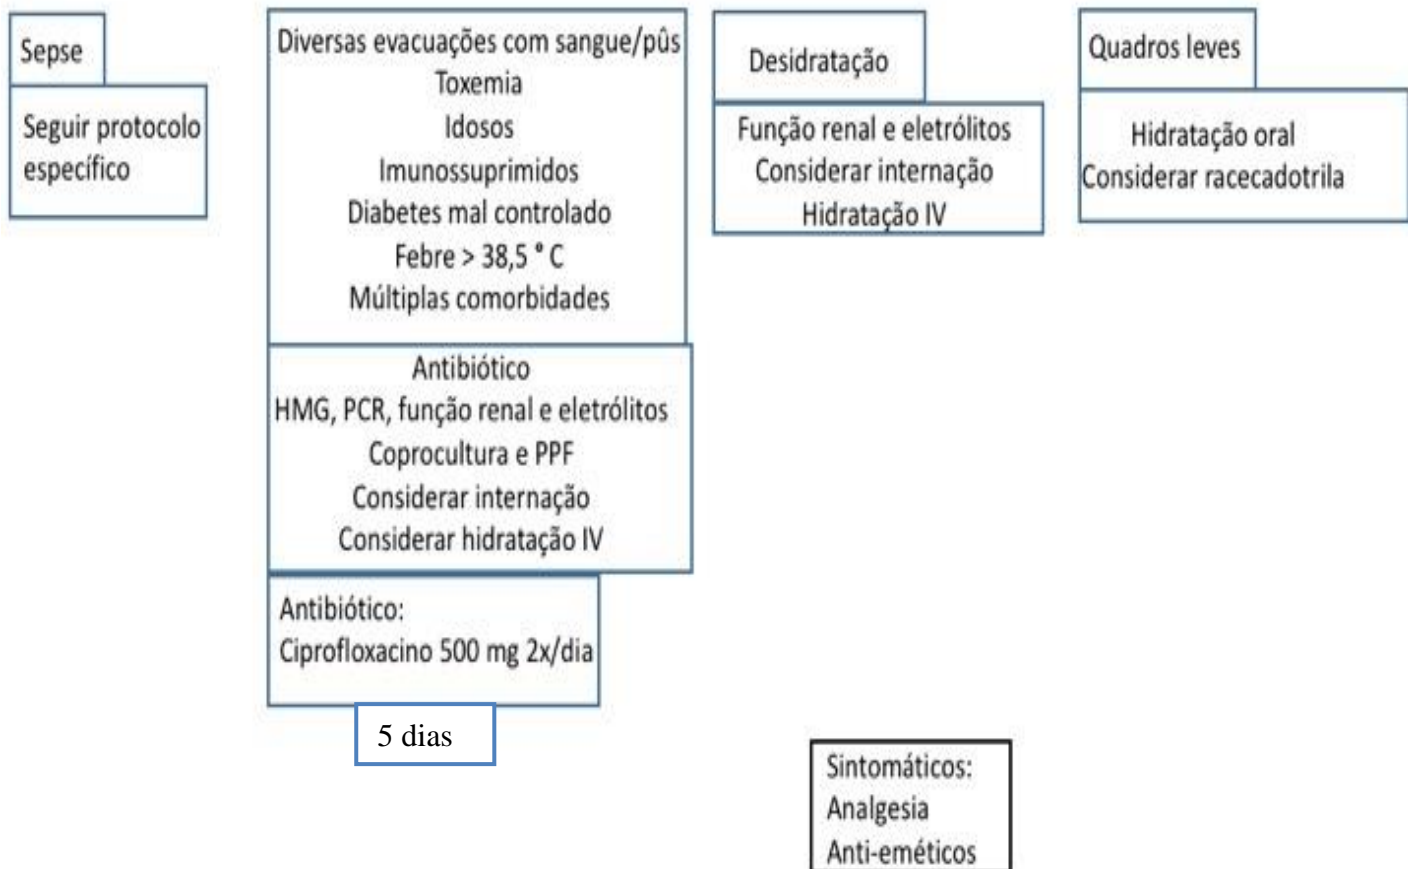 Sepse
Seguir protocolo
específico
Diversas evacuações com sangue/pûs
Toxemia
Idosos
Imunossuprimidos
Diabetes mal controlado
Febre > 38,5 ° C
Múltiplas comorbidades
Antibiótico
HMG, PCR, função renal e eletrólitos
Coprocultura e PPF
Considerar internação
Considerar hidratação IV
Antibiótico:
Ciprofloxacino 500 mg 2x/dia
5 dias
Desidratação
Função renal e eletrólitos
Considerar internação
Hidratação IV
Quadros leves
Hidratação oral
Considerar racecadotrila
Sintomáticos:
Analgesia
Anti-eméticos